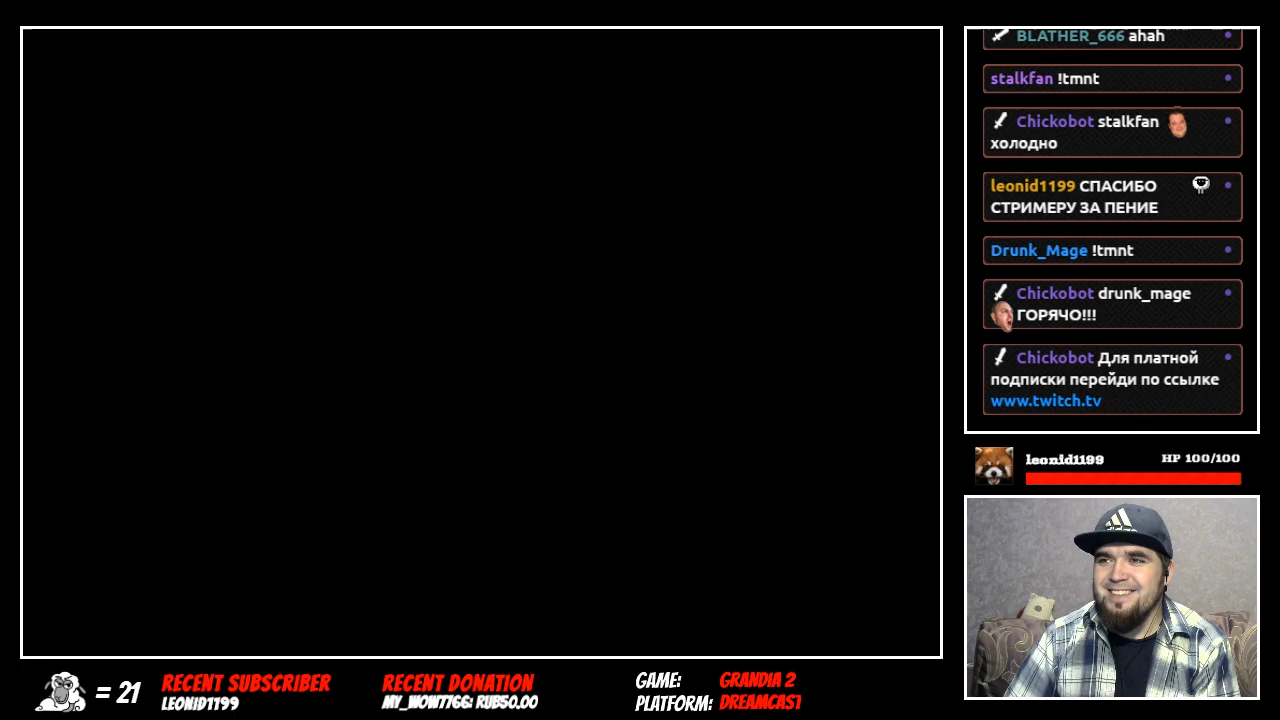 BLATHER_666 ahah
stalkfan !tmnt
Chickobot stalkfan
холодно
leonid1199 СПАСИБО
СТРИМЕРУ ЗА ПЕНИЕ
Drunk_Mage !tmnt
Chickobot drunk_mage
ГОРЯЧО!!!
Chickobot Для платной
подписки перейди по ссылке
www.twitch.tv
leonid1199 HP 100/100
adidas
= 21
RECENT SUBSCRIBER
LEONID1199
RECENT DONATION
MY_WOW7766: RUB50.00
GAME: GRANDIA 2
PLATFORM: DREAMCAST